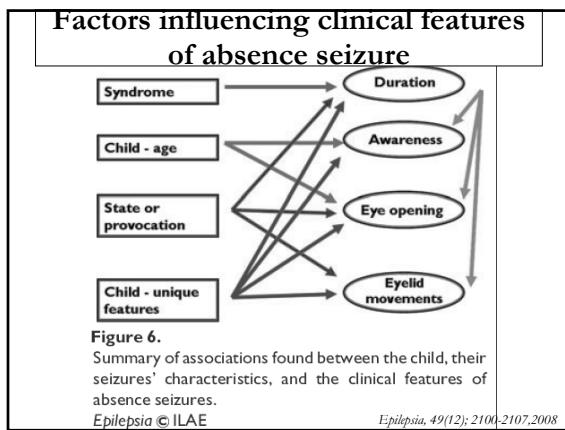 Factors influencing clinical features
of absence seizure
Syndrome
Duration
Child - age
Awareness
State or
provocation
Eye opening
Child - unique
features
Eyelid
movements
Figure 6.
Summary of associations found between the child, their
seizures' characteristics, and the clinical features of
absence seizures.
Epilepsia © ILAE
Epilepsia, 49(12); 2100-2107,2008